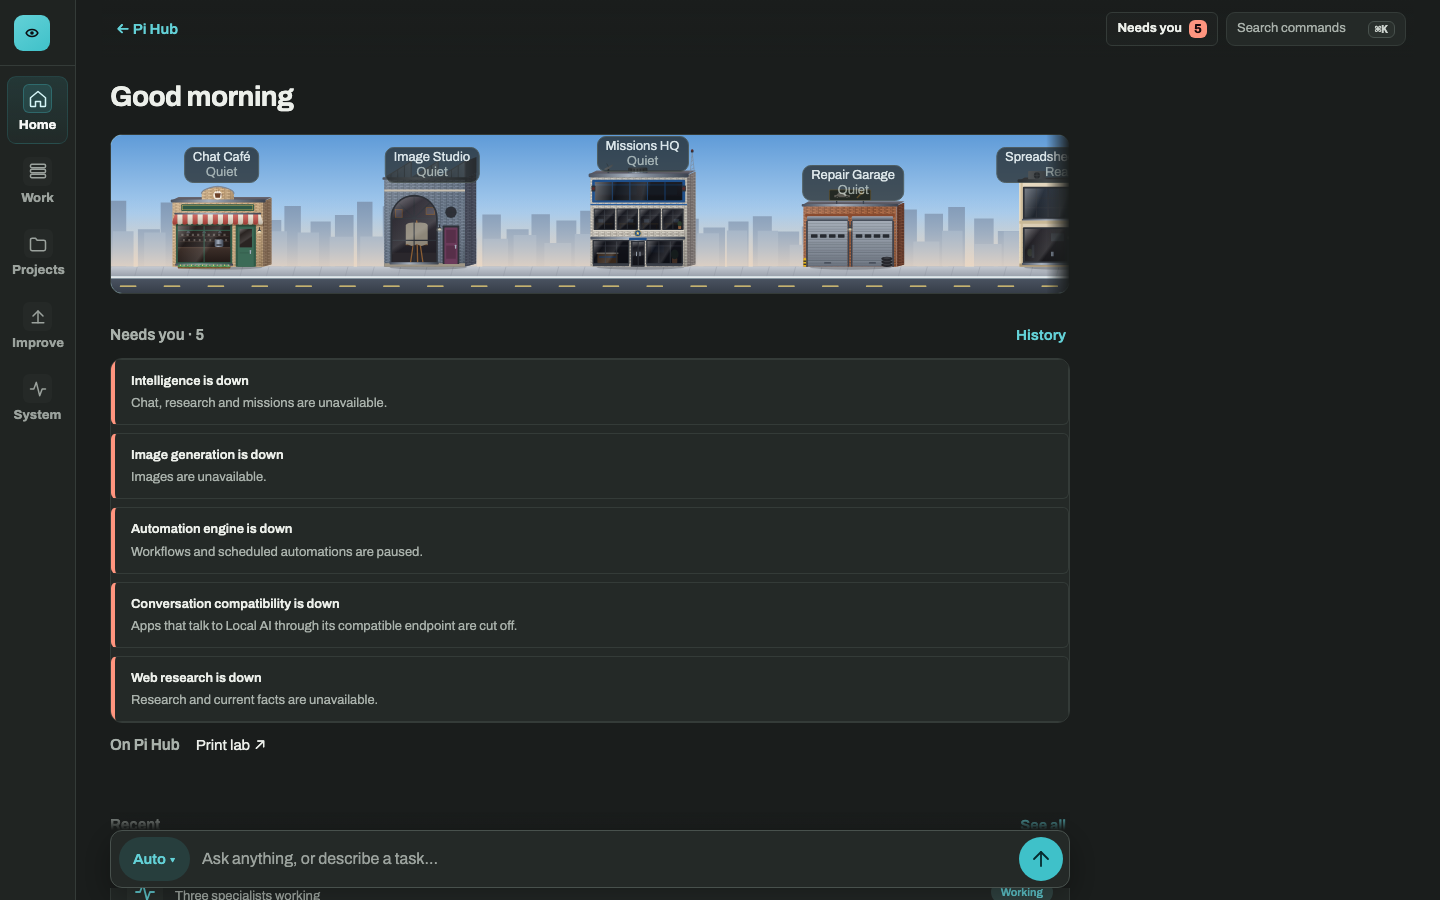 ← Pi Hub
Needs you 5
Search commands ⌘K
Home
Work
Projects
Improve
System
Good morning
Chat Café
Quiet
Image Studio
Quiet
Missions HQ
Quiet
Repair Garage
Quiet
Spreadshe
Rea
Needs you · 5
History
Intelligence is down
Chat, research and missions are unavailable.
Image generation is down
Images are unavailable.
Automation engine is down
Workflows and scheduled automations are paused.
Conversation compatibility is down
Apps that talk to Local AI through its compatible endpoint are cut off.
Web research is down
Research and current facts are unavailable.
On Pi Hub Print lab ↗
Recent
See all
Auto ▾ Ask anything, or describe a task...
Three specialists working
Working